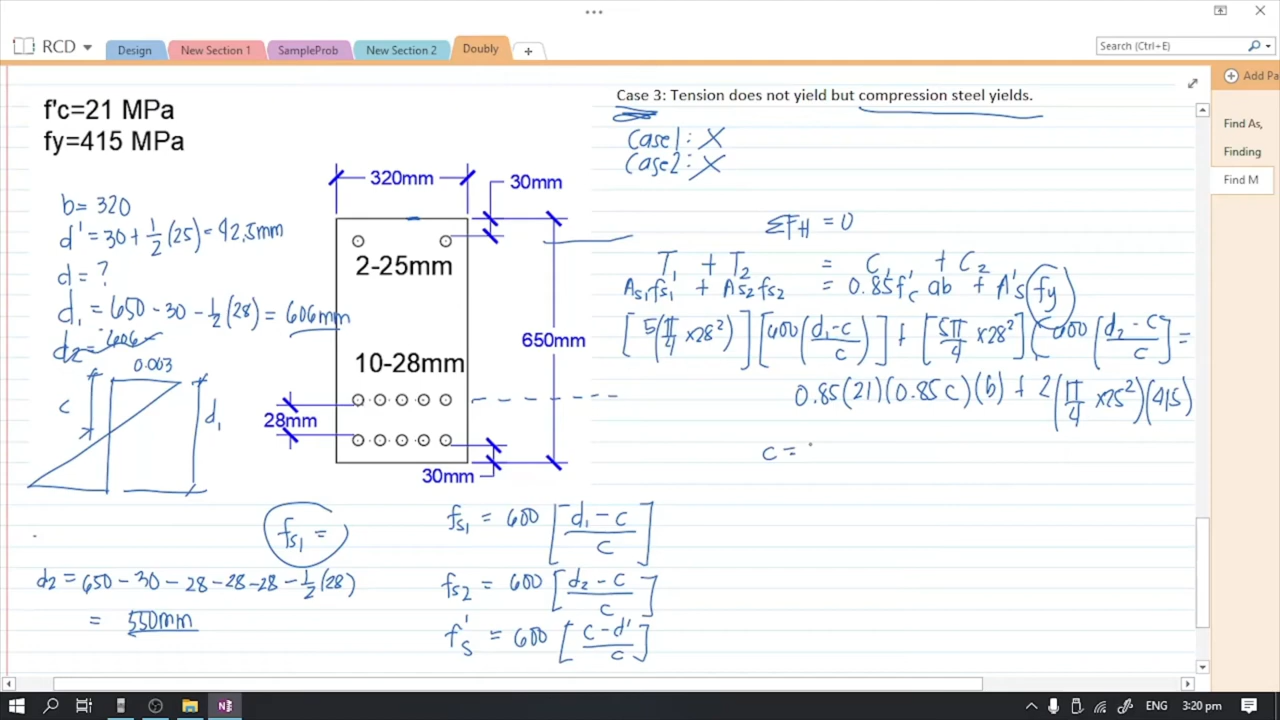 RCD
Design
New Section 1
SampleProb
New Section 2
Doubly
Search (Ctrl+E)
Add Pa
Find As,
Finding
Find M
f'c=21 MPa
fy=415 MPa
Case 3: Tension does not yield but compression steel yields.
Case 1: X
Case 2: X
b = 320
d' = 30 + 1/2 (25) = 42,5mm
d = ?
d₁ = 650 - 30 - 1/2 (28) = 606mm
d₂ = 606
0.003
c
d₁
320mm
30mm
2-25mm
650mm
10-28mm
28mm
30mm
ΣF_H = 0
T₁ + T₂ = C₁ + C₂
As₁fs₁ + As₂fs₂ = 0.85f'c ab + A's fy
[5(π/4 x28²)][600(d₁-c/c)] + [5π/4 x28²](600(d₂-c/c] =
0.85(21)(0.85c)(b) + 2(π/4 x25²)(415)
c =
fs₁ =
d₂ = 650 - 30 - 28 - 28 - 28 - 1/2 (28)
= 550mm
fs₁ = 600 [d₁ - c/c]
fs₂ = 600 [d₂ - c/c]
f's = 600 [c - d'/c]
ENG
3:20 pm